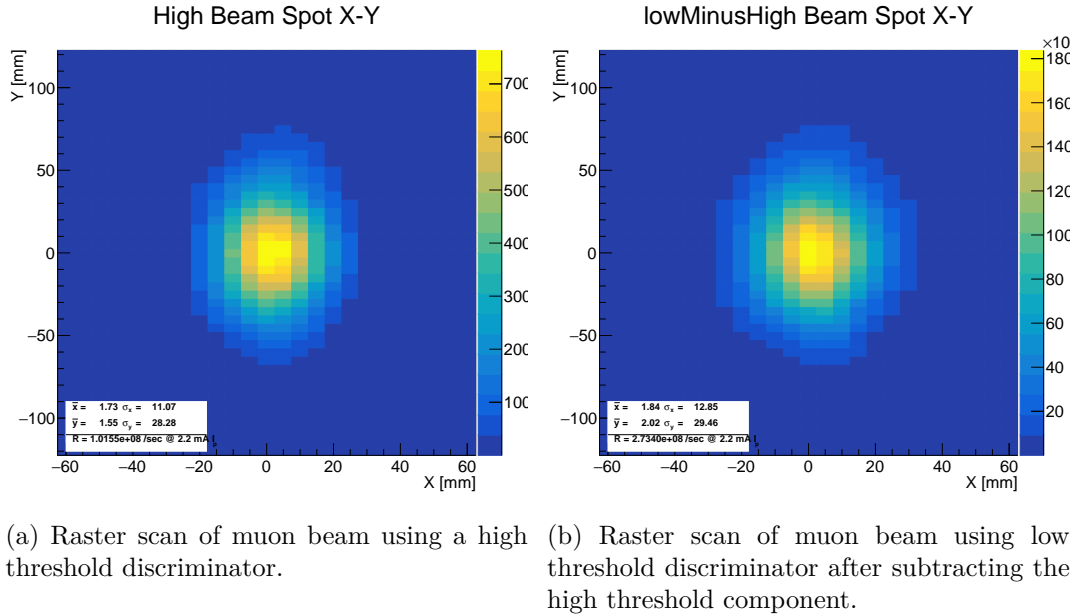 High Beam Spot X-Y
Y [mm]
100
50
0
−50
−100
−60
−40
−20
0
20
40
60
X [mm]
700
600
500
400
300
200
100
x̅ = 1.73 σx = 11.07
y̅ = 1.55 σy = 28.28
R = 1.0155e+08 /sec @ 2.2 mA Ip
lowMinusHigh Beam Spot X-Y
Y [mm]
100
50
0
−50
−100
−60
−40
−20
0
20
40
60
X [mm]
×10
180
160
140
120
100
80
60
40
20
x̅ = 1.84 σx = 12.85
y̅ = 2.02 σy = 29.46
R = 2.7340e+08 /sec @ 2.2 mA Ip
(a) Raster scan of muon beam using a high
threshold discriminator.
(b) Raster scan of muon beam using low
threshold discriminator after subtracting the
high threshold component.